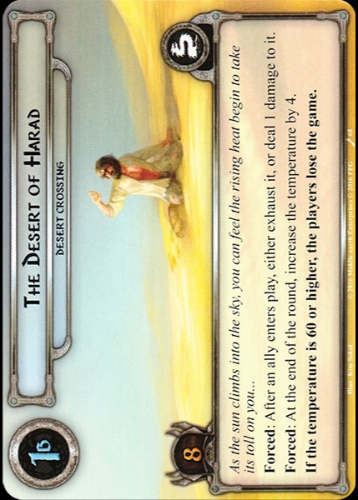 1B
THE DESERT OF HARAD
DESERT CROSSING
8
As the sun climbs into the sky, you can feel the rising heat begin to take
its toll on you...
Forced: After an ally enters play, either exhaust it, or deal 1 damage to it.
Forced: At the end of the round, increase the temperature by 4.
If the temperature is 60 or higher, the players lose the game.
Illus. Kim Sokol © 2016 Middle-earth Enterprises © 2016 FFG 68